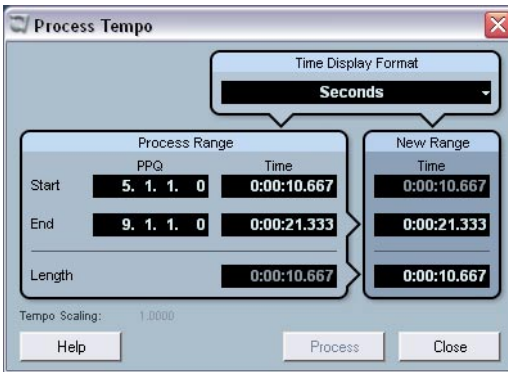 Process Tempo
Time Display Format
Seconds
Process Range
New Range
PPQ
Time
Time
Start
5. 1. 1. 0
0:00:10.667
0:00:10.667
End
9. 1. 1. 0
0:00:21.333
0:00:21.333
Length
0:00:10.667
0:00:10.667
Tempo Scaling:
1.0000
Help
Process
Close